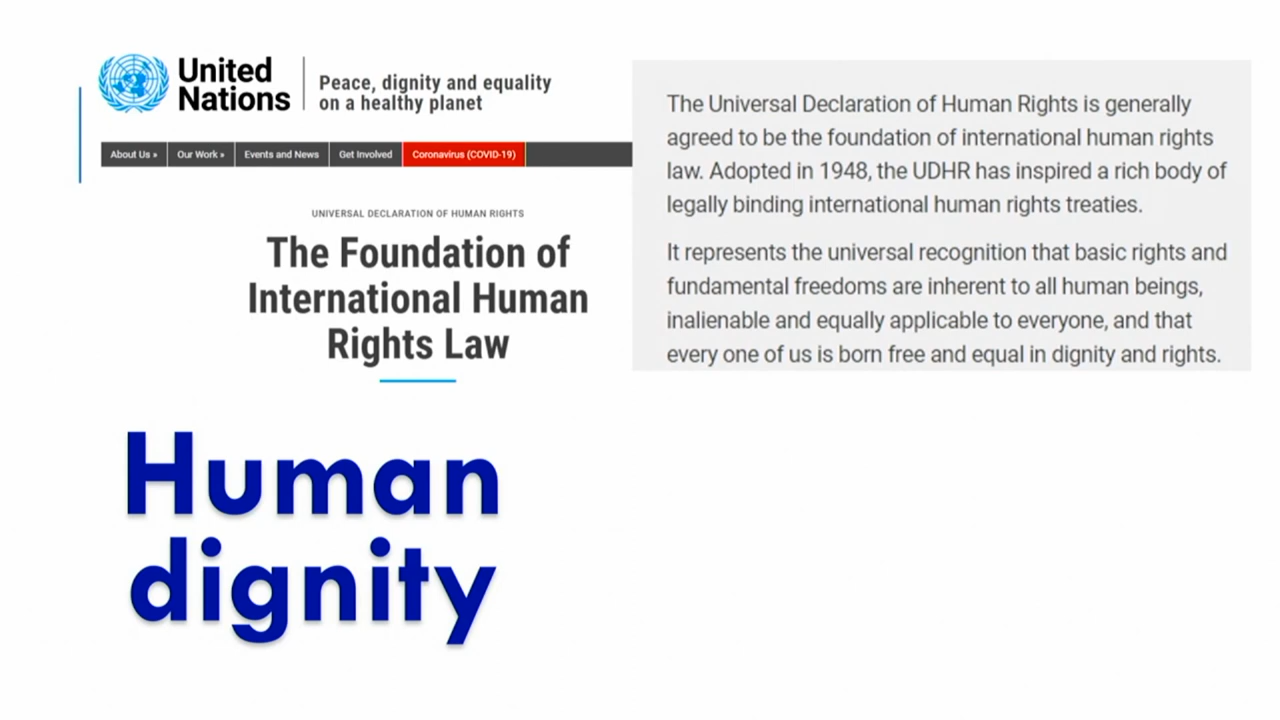 United
Nations
Peace, dignity and equality
on a healthy planet
About Us »
Our Work »
Events and News
Get Involved
Coronavirus (COVID-19)
UNIVERSAL DECLARATION OF HUMAN RIGHTS
The Foundation of
International Human
Rights Law
The Universal Declaration of Human Rights is generally
agreed to be the foundation of international human rights
law. Adopted in 1948, the UDHR has inspired a rich body of
legally binding international human rights treaties.
It represents the universal recognition that basic rights and
fundamental freedoms are inherent to all human beings,
inalienable and equally applicable to everyone, and that
every one of us is born free and equal in dignity and rights.
Human
dignity